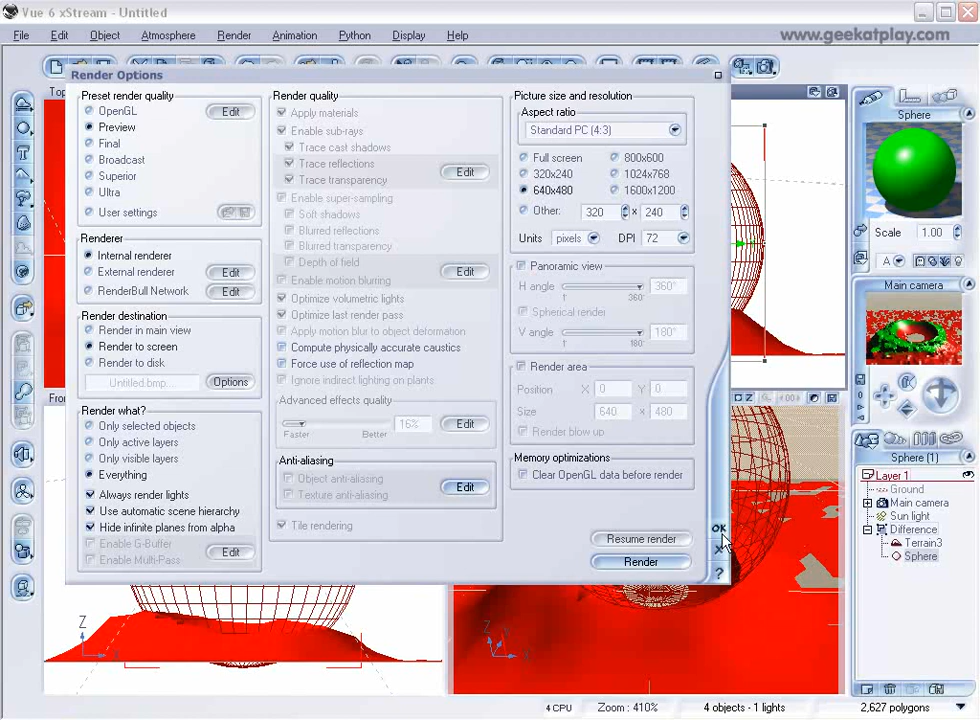 Vue 6 xStream - Untitled
File Edit Object Atmosphere Render Animation Python Display Help
www.geekatplay.com
Render Options
Top
Preset render quality
OpenGL
Edit
Preview
Final
Broadcast
Superior
Ultra
User settings
Renderer
Internal renderer
External renderer
Edit
RenderBull Network
Edit
Render destination
Render in main view
Render to screen
Render to disk
Untitled.bmp...
Options
Render what?
Only selected objects
Only active layers
Only visible layers
Everything
Always render lights
Use automatic scene hierarchy
Hide infinite planes from alpha
Enable G-Buffer
Enable Multi-Pass
Edit
Render quality
Apply materials
Enable sub-rays
Trace cast shadows
Trace reflections
Trace transparency
Edit
Enable super-sampling
Soft shadows
Blurred reflections
Blurred transparency
Depth of field
Enable motion blurring
Edit
Optimize volumetric lights
Optimize last render pass
Apply motion blur to object deformation
Compute physically accurate caustics
Force use of reflection map
Ignore indirect lighting on plants
Advanced effects quality
16%
Edit
Faster Better
Anti-aliasing
Object anti-aliasing
Texture anti-aliasing
Edit
Tile rendering
Picture size and resolution
Aspect ratio
Standard PC (4:3)
Full screen 800x600
320x240 1024x768
640x480 1600x1200
Other: 320 x 240
Units pixels DPI 72
Panoramic view
H angle 360°
1 360°
Spherical render
V angle 180°
1 180°
Render area
Position X 0 Y 0
Size 640 x 480
Render blow up
Memory optimizations
Clear OpenGL data before render
Resume render
Render
OK
X
?
Sphere
Scale 1.00
A
Main camera
Sphere (1)
Layer 1
Ground
Main camera
Sun light
Difference
Terrain3
Sphere
Fron
Z
Z
Y
4 CPU Zoom : 410% 4 objects - 1 lights 2,627 polygons